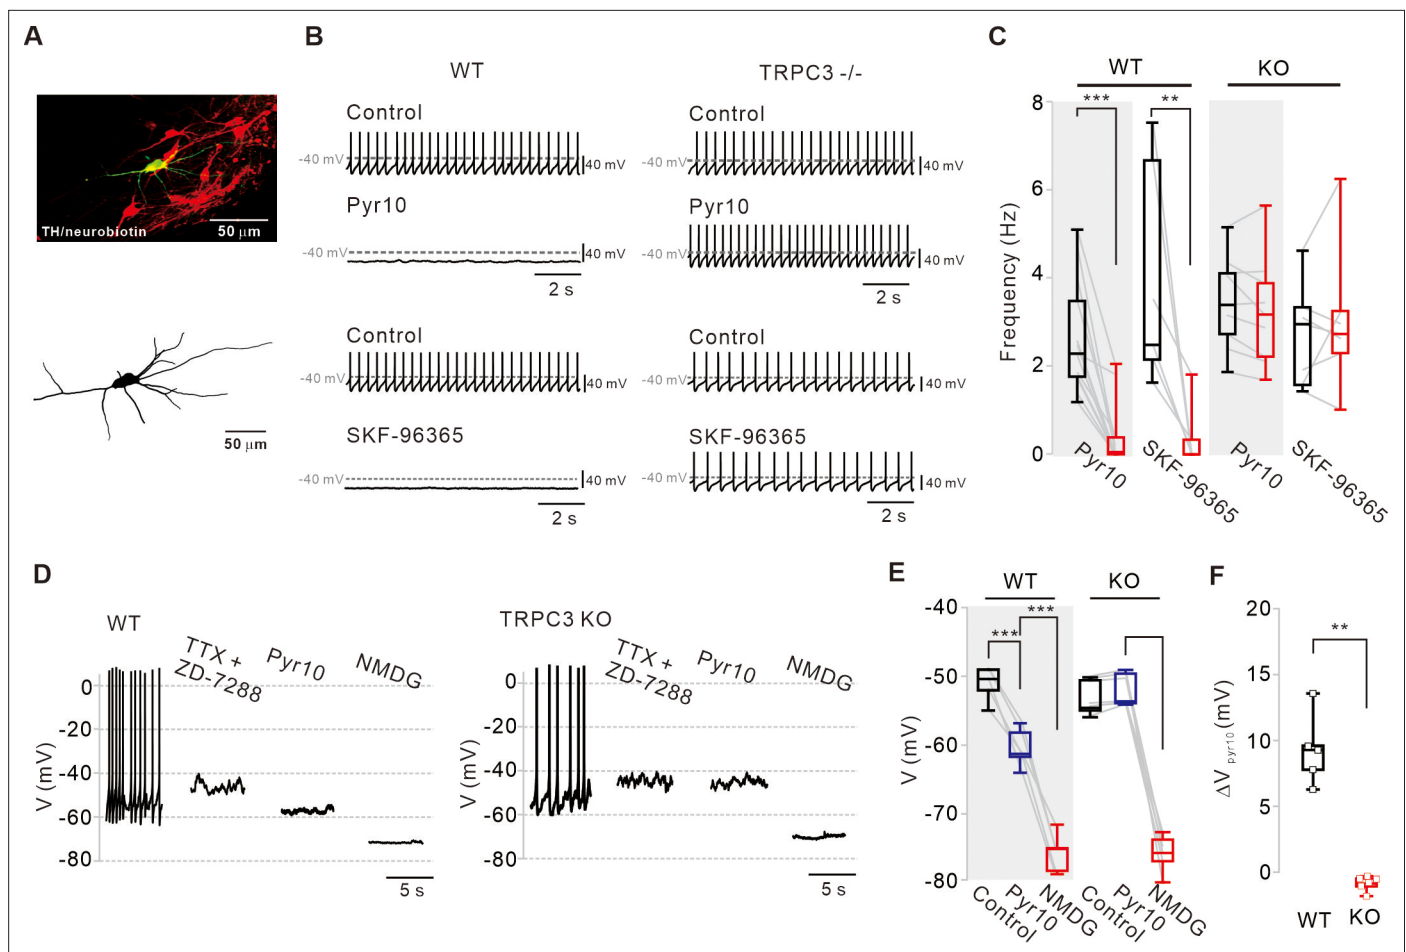 A
TH/neurobiotin
50 μm
50 μm
B
WT
TRPC3 -/-
Control
Control
-40 mV
40 mV
-40 mV
40 mV
Pyr10
Pyr10
-40 mV
40 mV
-40 mV
40 mV
2 s
2 s
Control
Control
-40 mV
40 mV
-40 mV
40 mV
SKF-96365
SKF-96365
-40 mV
40 mV
-40 mV
40 mV
2 s
2 s
C
WT
KO
***
**
8
6
4
2
0
Frequency (Hz)
Pyr10
SKF-96365
Pyr10
SKF-96365
D
WT
TTX +
ZD-7288
Pyr10
NMDG
0
-20
-40
-60
-80
V (mV)
5 s
TRPC3 KO
TTX +
ZD-7288
Pyr10
NMDG
0
-20
-40
-60
-80
V (mV)
5 s
E
WT
KO
***
***
-40
-50
-60
-70
-80
V (mV)
Control
Pyr10
NMDG
Control
Pyr10
NMDG
F
**
20
15
10
5
0
ΔV pyr10 (mV)
WT
KO